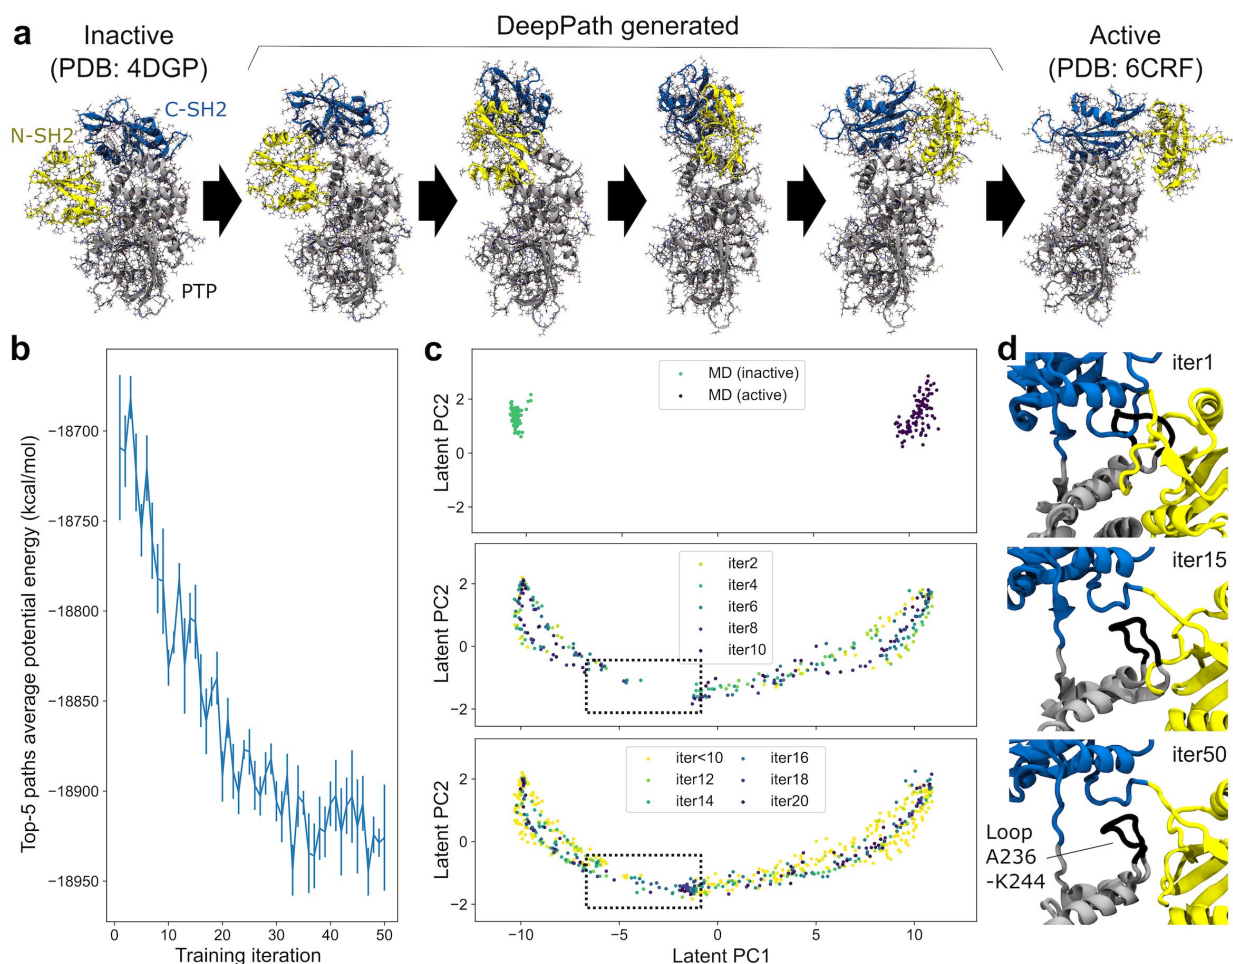 a
Inactive
(PDB: 4DGP)
DeepPath generated
Active
(PDB: 6CRF)
C-SH2
N-SH2
PTP
b
Top-5 paths average potential energy (kcal/mol)
−18700
−18750
−18800
−18850
−18900
−18950
0
10
20
30
40
50
Training iteration
c
MD (inactive)
MD (active)
Latent PC2
2
0
−2
iter2
iter4
iter6
iter8
iter10
Latent PC2
2
0
−2
iter<10
iter12
iter14
iter16
iter18
iter20
Latent PC2
2
0
−2
−10
−5
0
5
10
Latent PC1
d
iter1
iter15
iter50
Loop
A236
-K244